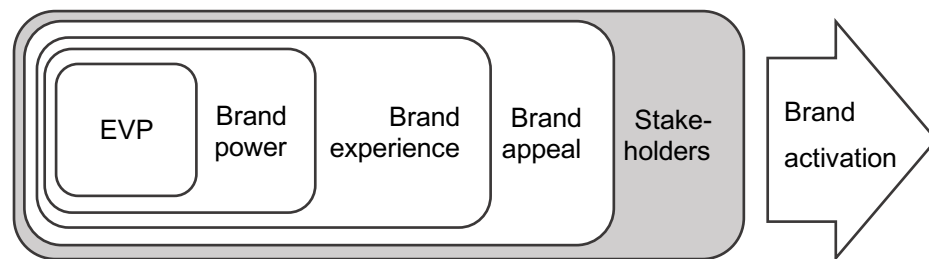 EVP
Brand
power
Brand
experience
Brand
appeal
Stake-
holders
Brand
activation